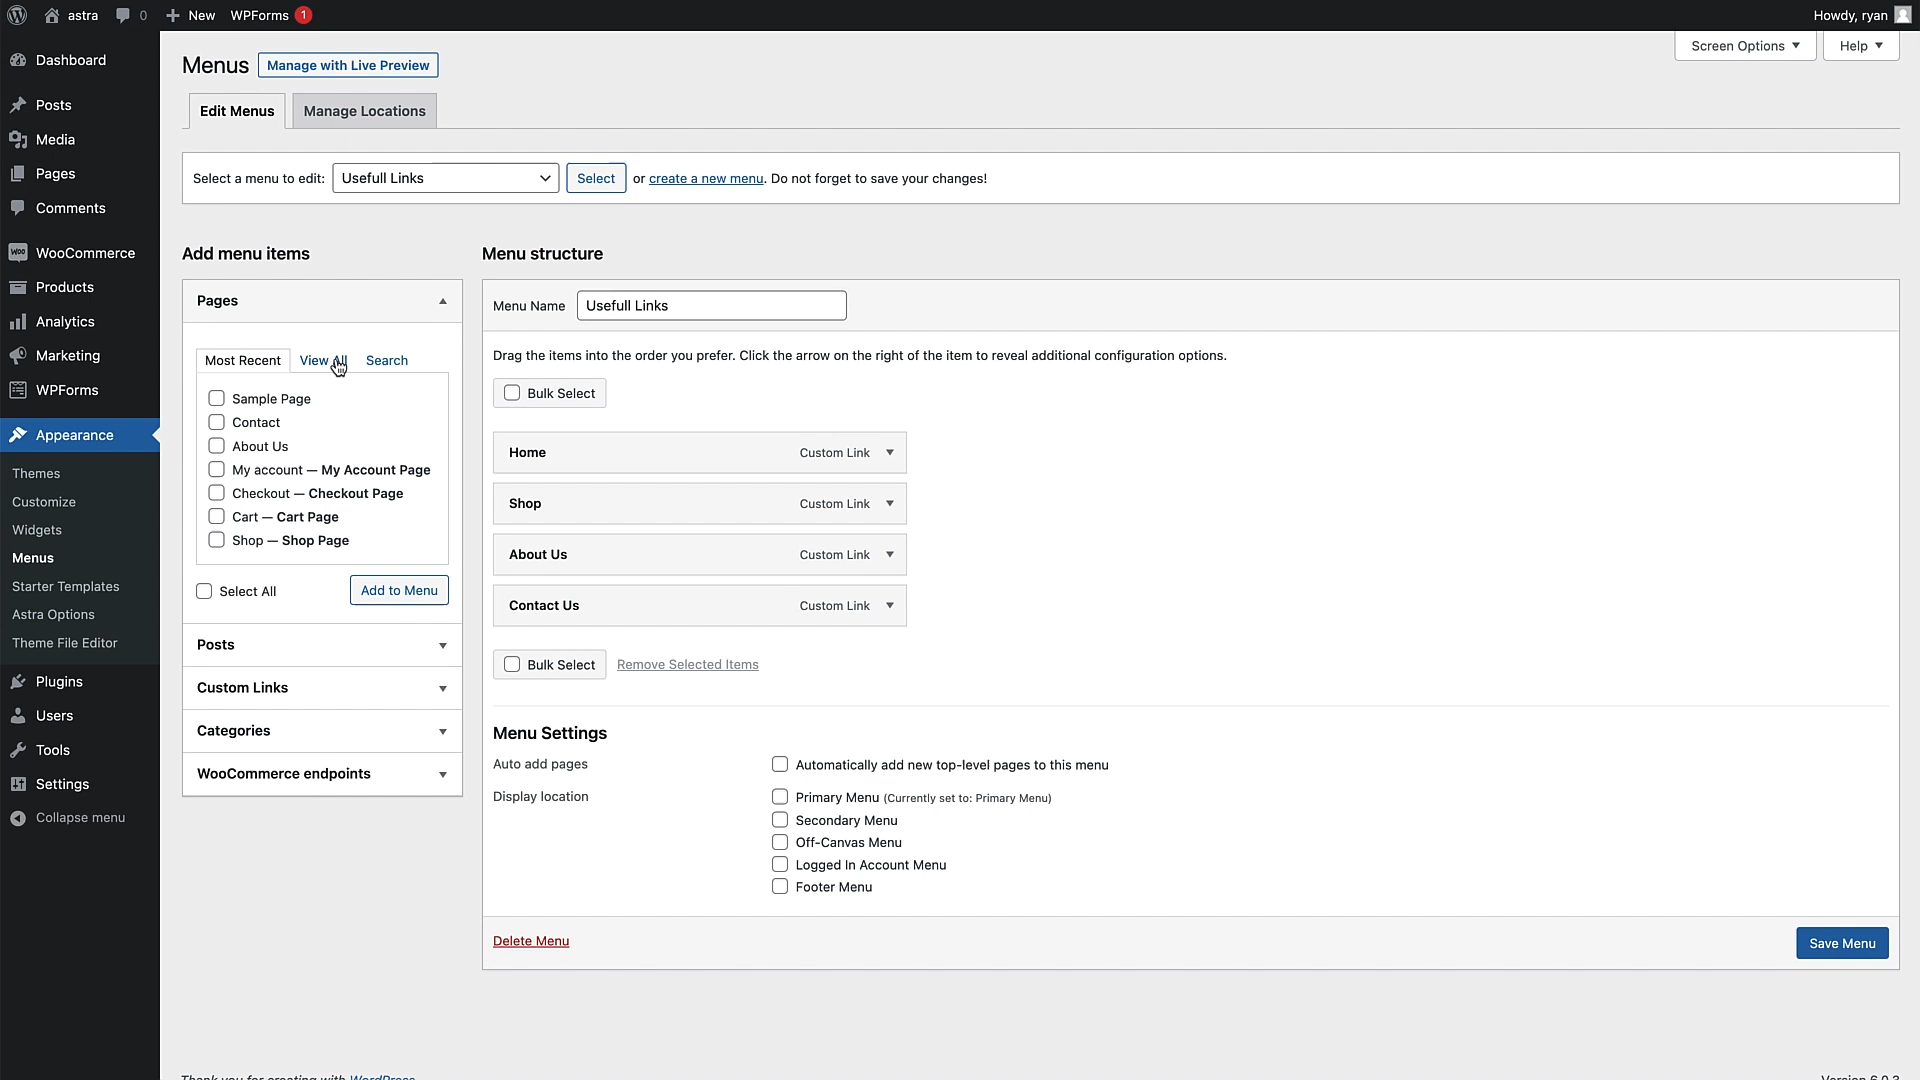 astra 0 New WPForms 1 Howdy, ryan
Dashboard
Posts
Media
Pages
Comments
WooCommerce
Products
Analytics
Marketing
WPForms
Appearance
Themes
Customize
Widgets
Menus
Starter Templates
Astra Options
Theme File Editor
Plugins
Users
Tools
Settings
Collapse menu
Screen Options Help
Menus Manage with Live Preview
Edit Menus Manage Locations
Select a menu to edit: Usefull Links Select or create a new menu. Do not forget to save your changes!
Add menu items
Pages
Most Recent View All Search
Sample Page
Contact
About Us
My account — My Account Page
Checkout — Checkout Page
Cart — Cart Page
Shop — Shop Page
Select All Add to Menu
Posts
Custom Links
Categories
WooCommerce endpoints
Menu structure
Menu Name Usefull Links
Drag the items into the order you prefer. Click the arrow on the right of the item to reveal additional configuration options.
Bulk Select
Home Custom Link
Shop Custom Link
About Us Custom Link
Contact Us Custom Link
Bulk Select Remove Selected Items
Menu Settings
Auto add pages Automatically add new top-level pages to this menu
Display location Primary Menu (Currently set to: Primary Menu)
Secondary Menu
Off-Canvas Menu
Logged In Account Menu
Footer Menu
Delete Menu Save Menu
Thank you for creating with WordPress